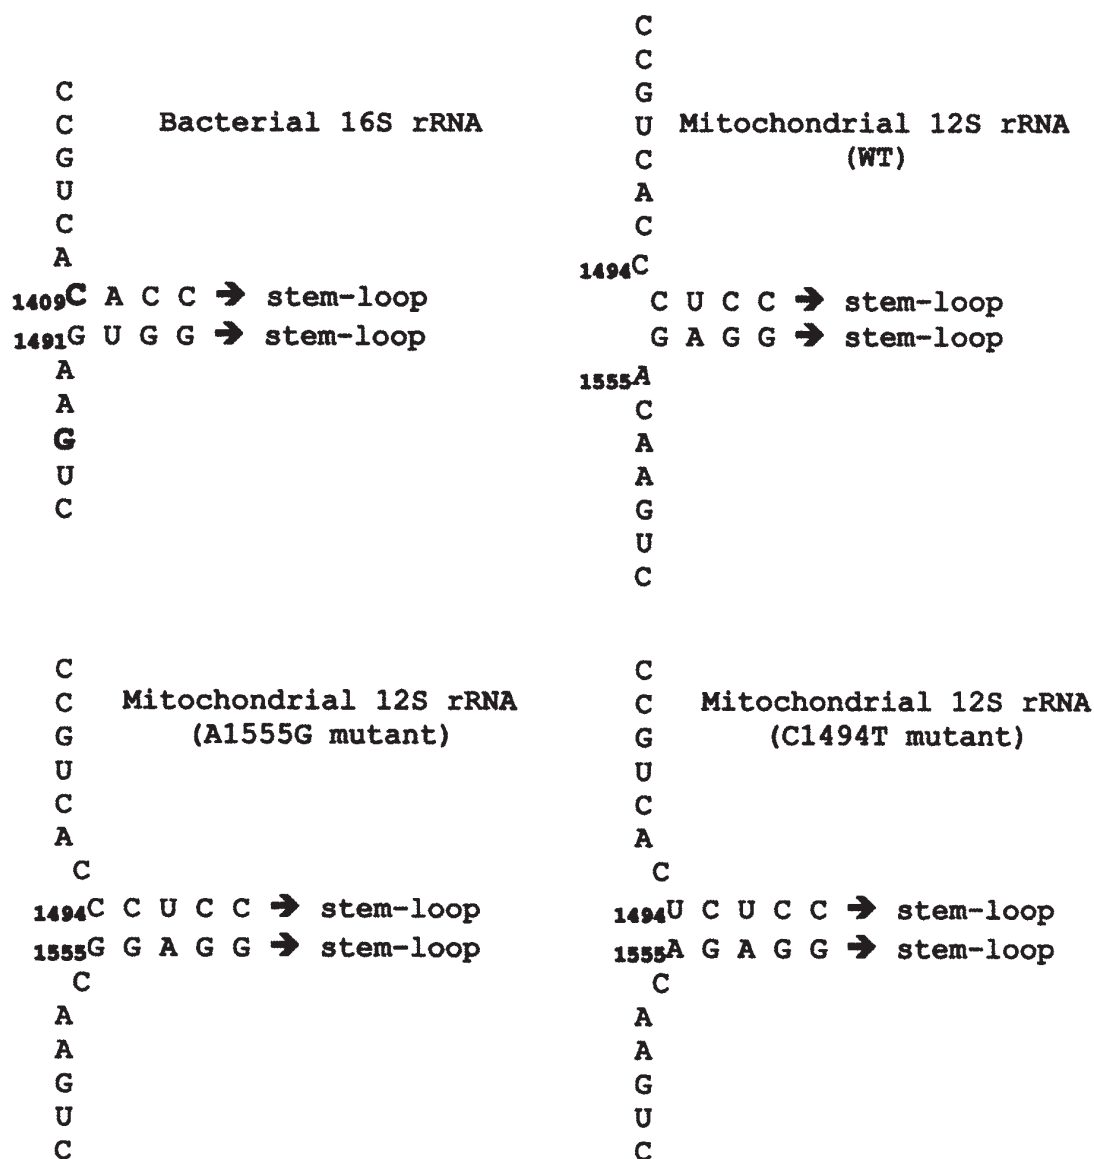 C
C
G
U
C
A
Bacterial 16S rRNA
1409C A C C → stem-loop
1491G U G G → stem-loop
A
A
G
U
C
C
C
G
U
C
A
C
Mitochondrial 12S rRNA
(WT)
1494C
C U C C → stem-loop
G A G G → stem-loop
1555A
C
A
A
G
U
C
C
C
G
U
C
A
C
Mitochondrial 12S rRNA
(A1555G mutant)
1494C C U C C → stem-loop
1555G G A G G → stem-loop
C
A
A
G
U
C
C
C
G
U
C
A
C
Mitochondrial 12S rRNA
(C1494T mutant)
1494U C U C C → stem-loop
1555A G A G G → stem-loop
C
A
A
G
U
C